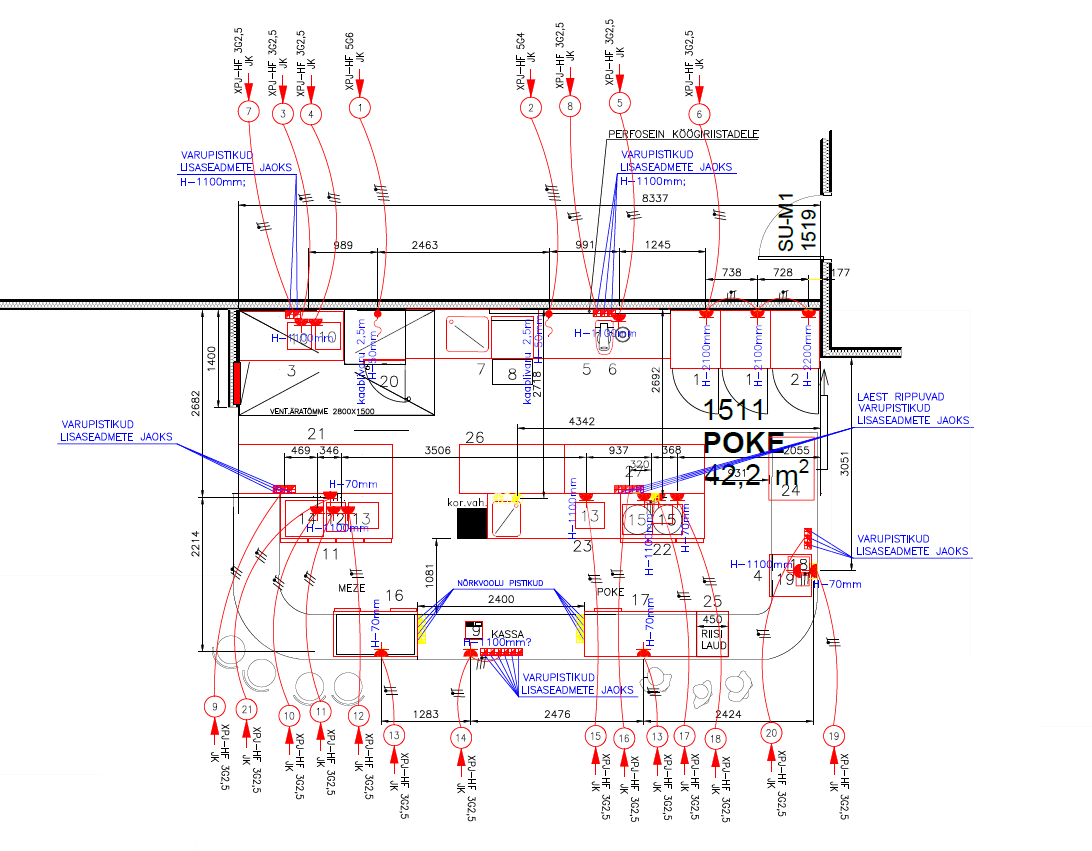 XPJ-HF 3G2,5
JK
XPJ-HF 3G2,5
JK
XPJ-HF 3G2,5
JK
XPJ-HF 5G6
JK
XPJ-HF 5G4
JK
XPJ-HF 3G2,5
JK
XPJ-HF 3G2,5
JK
XPJ-HF 3G2,5
JK
7
3
4
1
2
8
5
6
PERFOSEIN KÖÖGIRIISTADELE
VARUPISTIKUD
LISASEADMETE JAOKS
H-1100mm;
VARUPISTIKUD
LISASEADMETE JAOKS
H-1100mm;
8337
SU-M1
1519
989
2463
991
1245
738
728
177
H-1100mm
3
10
kaablivaru 2,5m
H-50mm
20
7
8
kaablivaru 2,5m
H-50mm
2718
H-1100mm
5
6
2692
H-2100mm
H-2100mm
H-2200mm
1
1
2
1400
2682
VENT.ÄRATÕMME 2800X1500
1511
POKE
42,2 m²
4342
LAEST RIPPUVAD
VARUPISTIKUD
LISASEADMETE JAOKS
VARUPISTIKUD
LISASEADMETE JAOKS
21
26
469
346
3506
937
368
2055
320
27
931
24
3051
H-70mm
kor.vah.
14
12
13
H-1100mm
11
H-1100mm
13
23
15
15
H-1100mm
H-70mm
22
2214
1081
VARUPISTIKUD
LISASEADMETE JAOKS
H-1100mm
4
18
19
H-70mm
MEZE
16
NÕRKVOOLU PISTIKUD
POKE
17
25
2400
H-70mm
KASSA
H-1100mm?
H-70mm
450
RIISI
LAUD
VARUPISTIKUD
LISASEADMETE JAOKS
1283
2476
2424
9
21
10
11
12
13
14
15
16
13
17
18
20
19
XPJ-HF 3G2,5
JK
XPJ-HF 3G2,5
JK
XPJ-HF 3G2,5
JK
XPJ-HF 3G2,5
JK
XPJ-HF 3G2,5
JK
XPJ-HF 3G2,5
JK
XPJ-HF 3G2,5
JK
XPJ-HF 3G2,5
JK
XPJ-HF 3G2,5
JK
XPJ-HF 3G2,5
JK
XPJ-HF 3G2,5
JK
XPJ-HF 3G2,5
JK
XPJ-HF 3G2,5
JK
XPJ-HF 3G2,5
JK